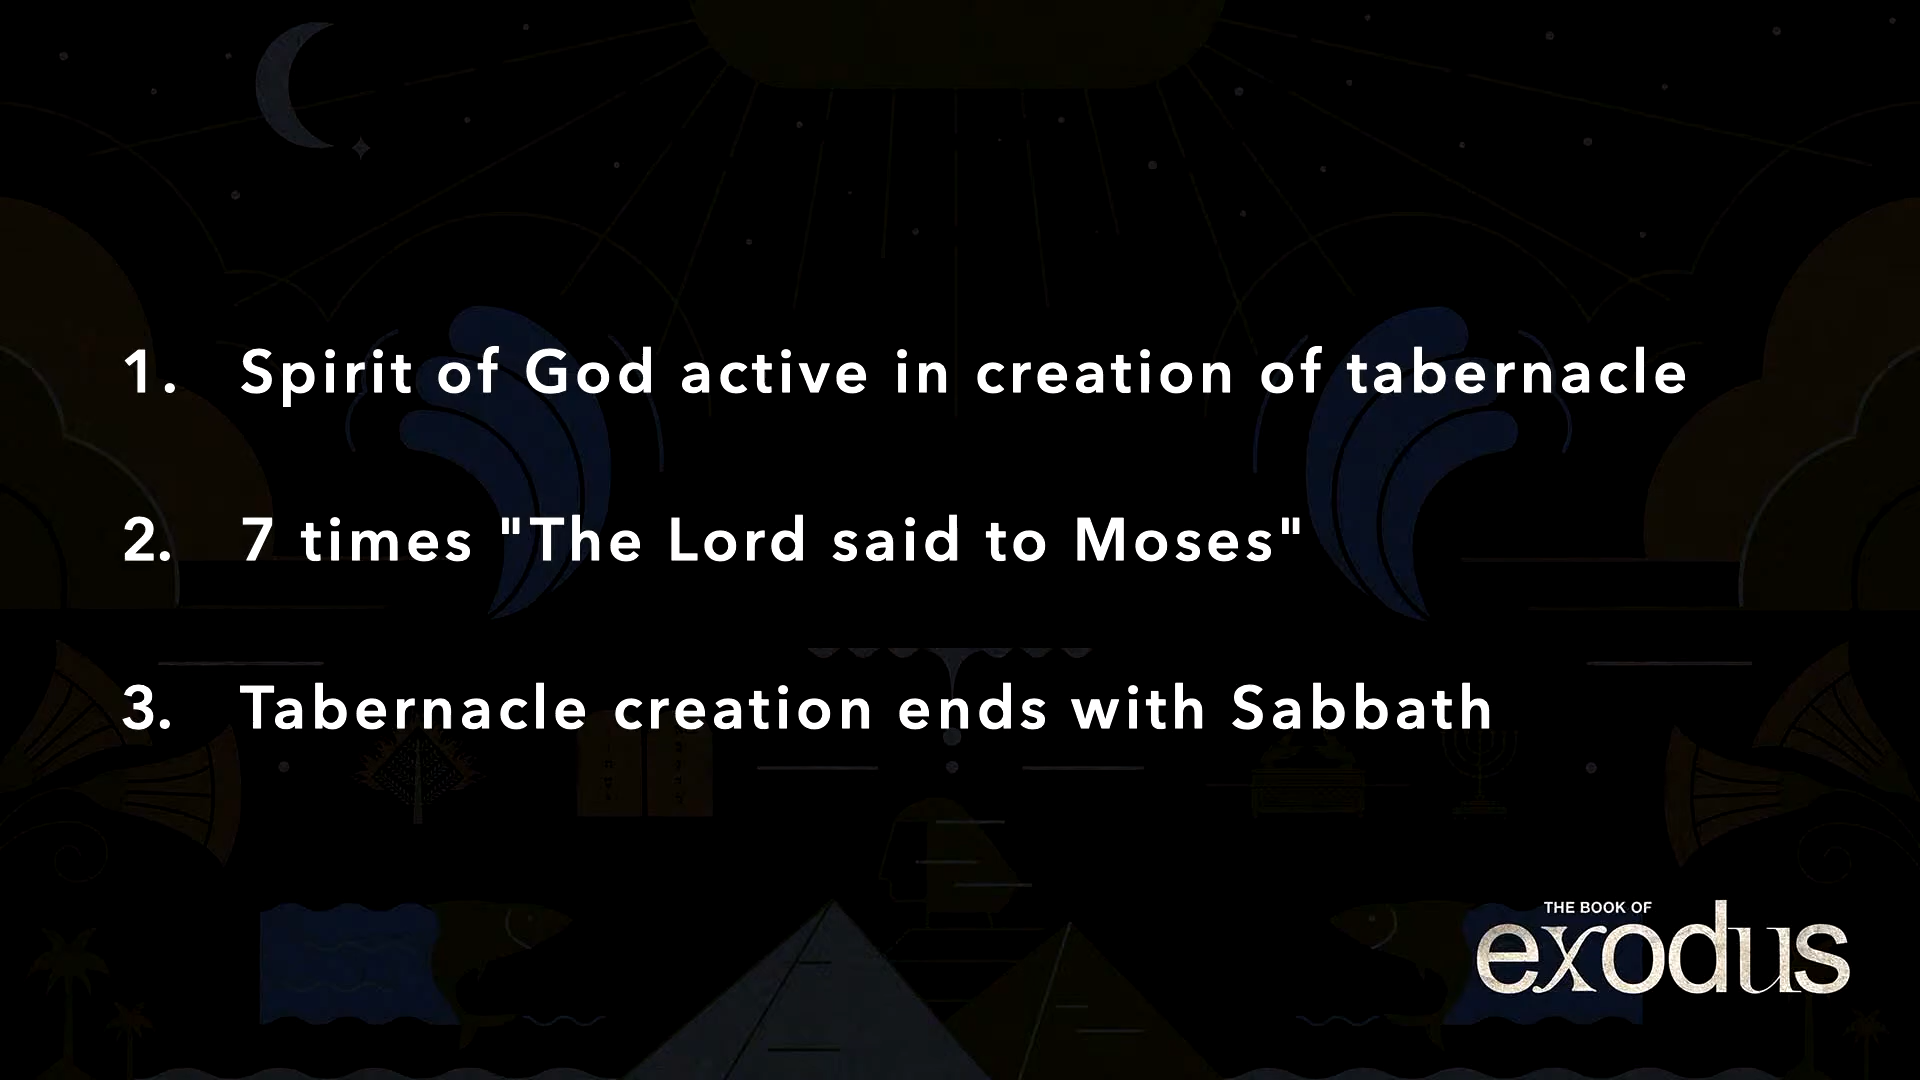 1. Spirit of God active in creation of tabernacle
2. 7 times "The Lord said to Moses"
3. Tabernacle creation ends with Sabbath
THE BOOK OF
exodus